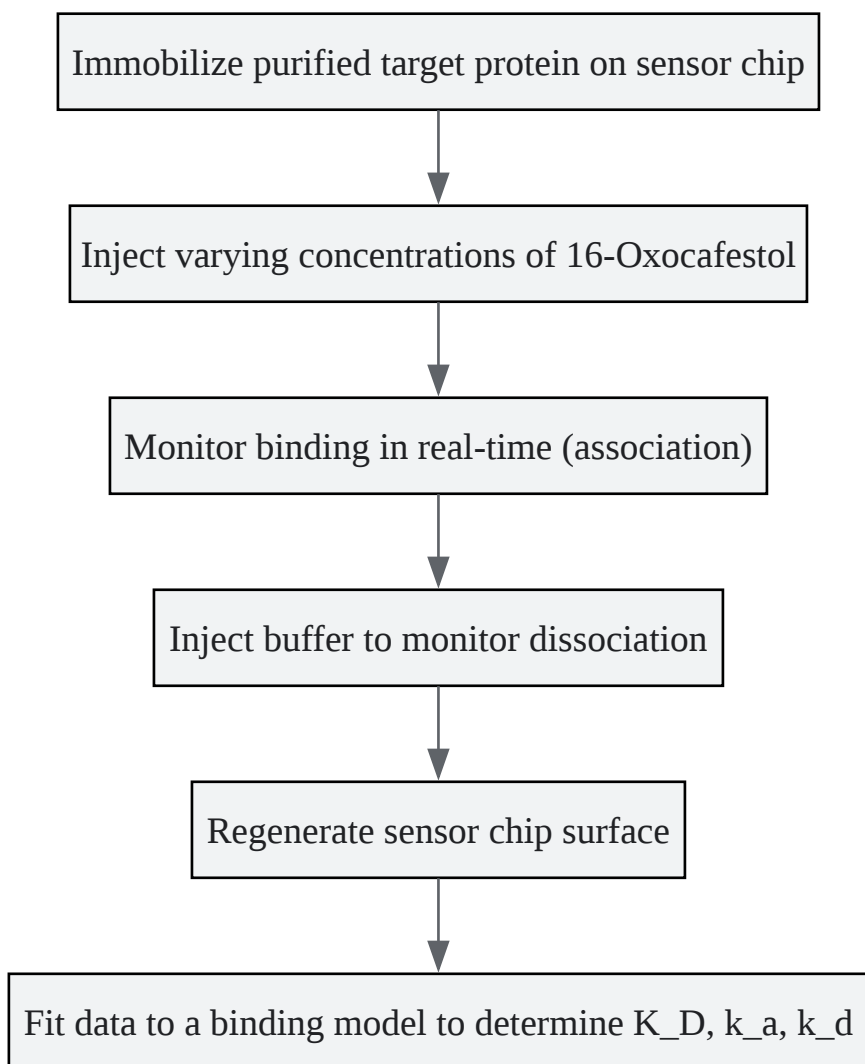 Immobilize purified target protein on sensor chip
Inject varying concentrations of 16-Oxocafestol
Monitor binding in real-time (association)
Inject buffer to monitor dissociation
Regenerate sensor chip surface
Fit data to a binding model to determine K_D, k_a, k_d